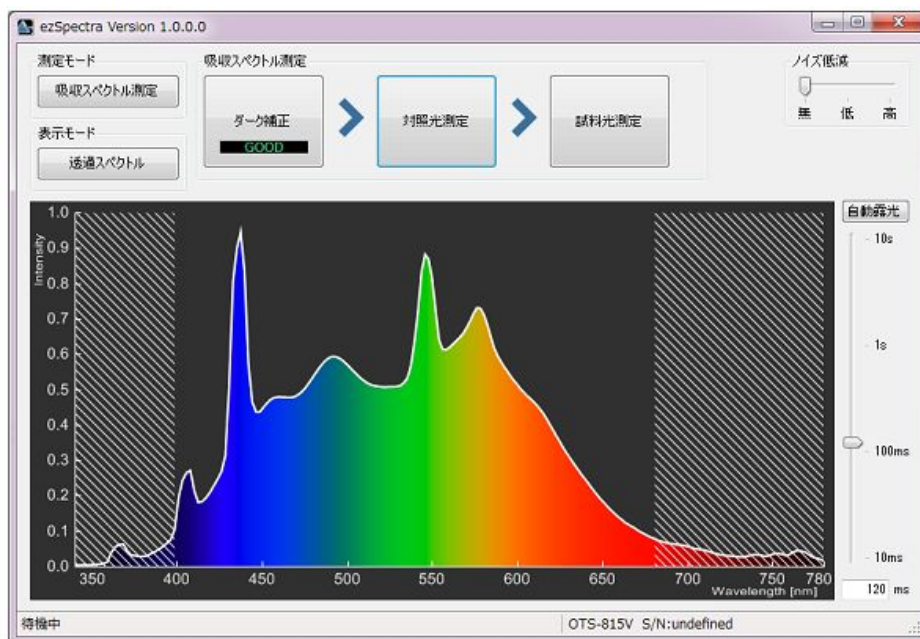 ezSpectra Version 1.0.0.0
測定モード
吸収スペクトル測定
表示モード
透過スペクトル
吸収スペクトル測定
ダーク補正
GOOD
対照光測定
試料光測定
ノイズ低減
無 低 高
自動露光
10s
1s
100ms
10ms
120 ms
Intensity
1.0
0.9
0.8
0.7
0.6
0.5
0.4
0.3
0.2
0.1
0.0
350 400 450 500 550 600 650 700 750 780
Wavelength [nm]
待機中
OTS-815V S/N:undefined